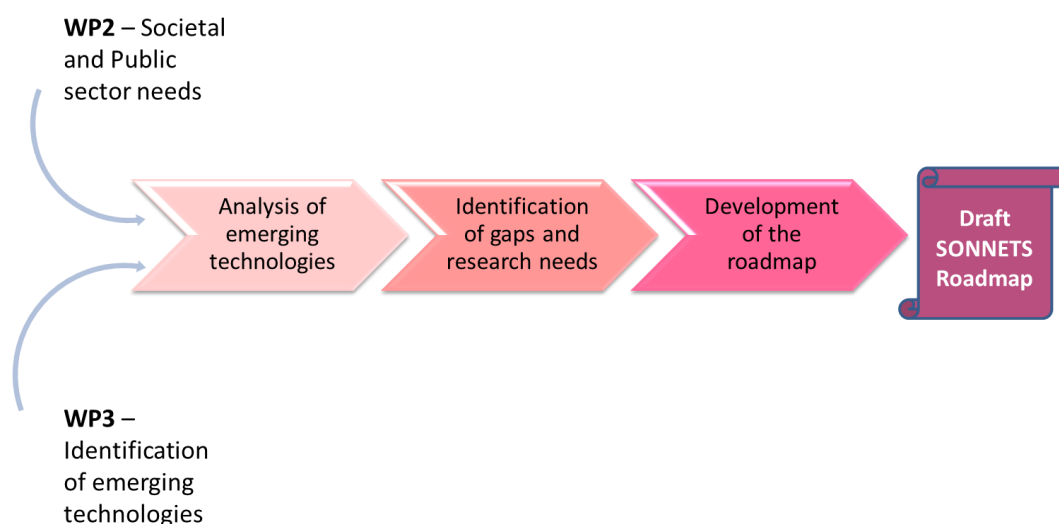 WP2 – Societal
and Public
sector needs
Analysis of
emerging
technologies
Identification
of gaps and
research needs
Development
of the
roadmap
Draft
SONNETS
Roadmap
WP3 –
Identification
of emerging
technologies